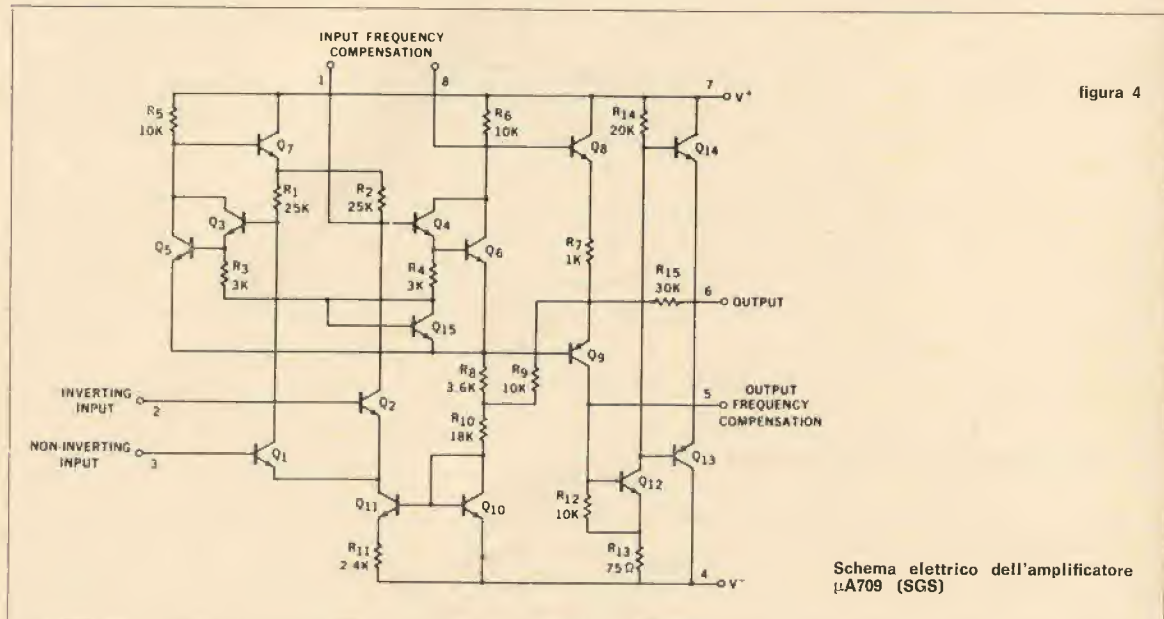 INPUT FREQUENCY
COMPENSATION
1
8
7
V+
figura 4
R5
10K
Q7
R6
10K
Q8
R14
20K
Q14
R1
25K
R2
25K
Q3
Q4
Q5
Q6
R3
3K
R4
3K
R7
1K
R15
30K
6
OUTPUT
Q15
Q9
R8
3.6K
R9
10K
INVERTING
INPUT
2
Q2
5
OUTPUT
FREQUENCY
COMPENSATION
R10
18K
NON-INVERTING
INPUT
3
Q1
Q13
Q12
Q11
Q10
R12
10K
R11
2.4K
R13
75Ω
4
V-
Schema elettrico dell'amplificatore
μA709 (SGS)